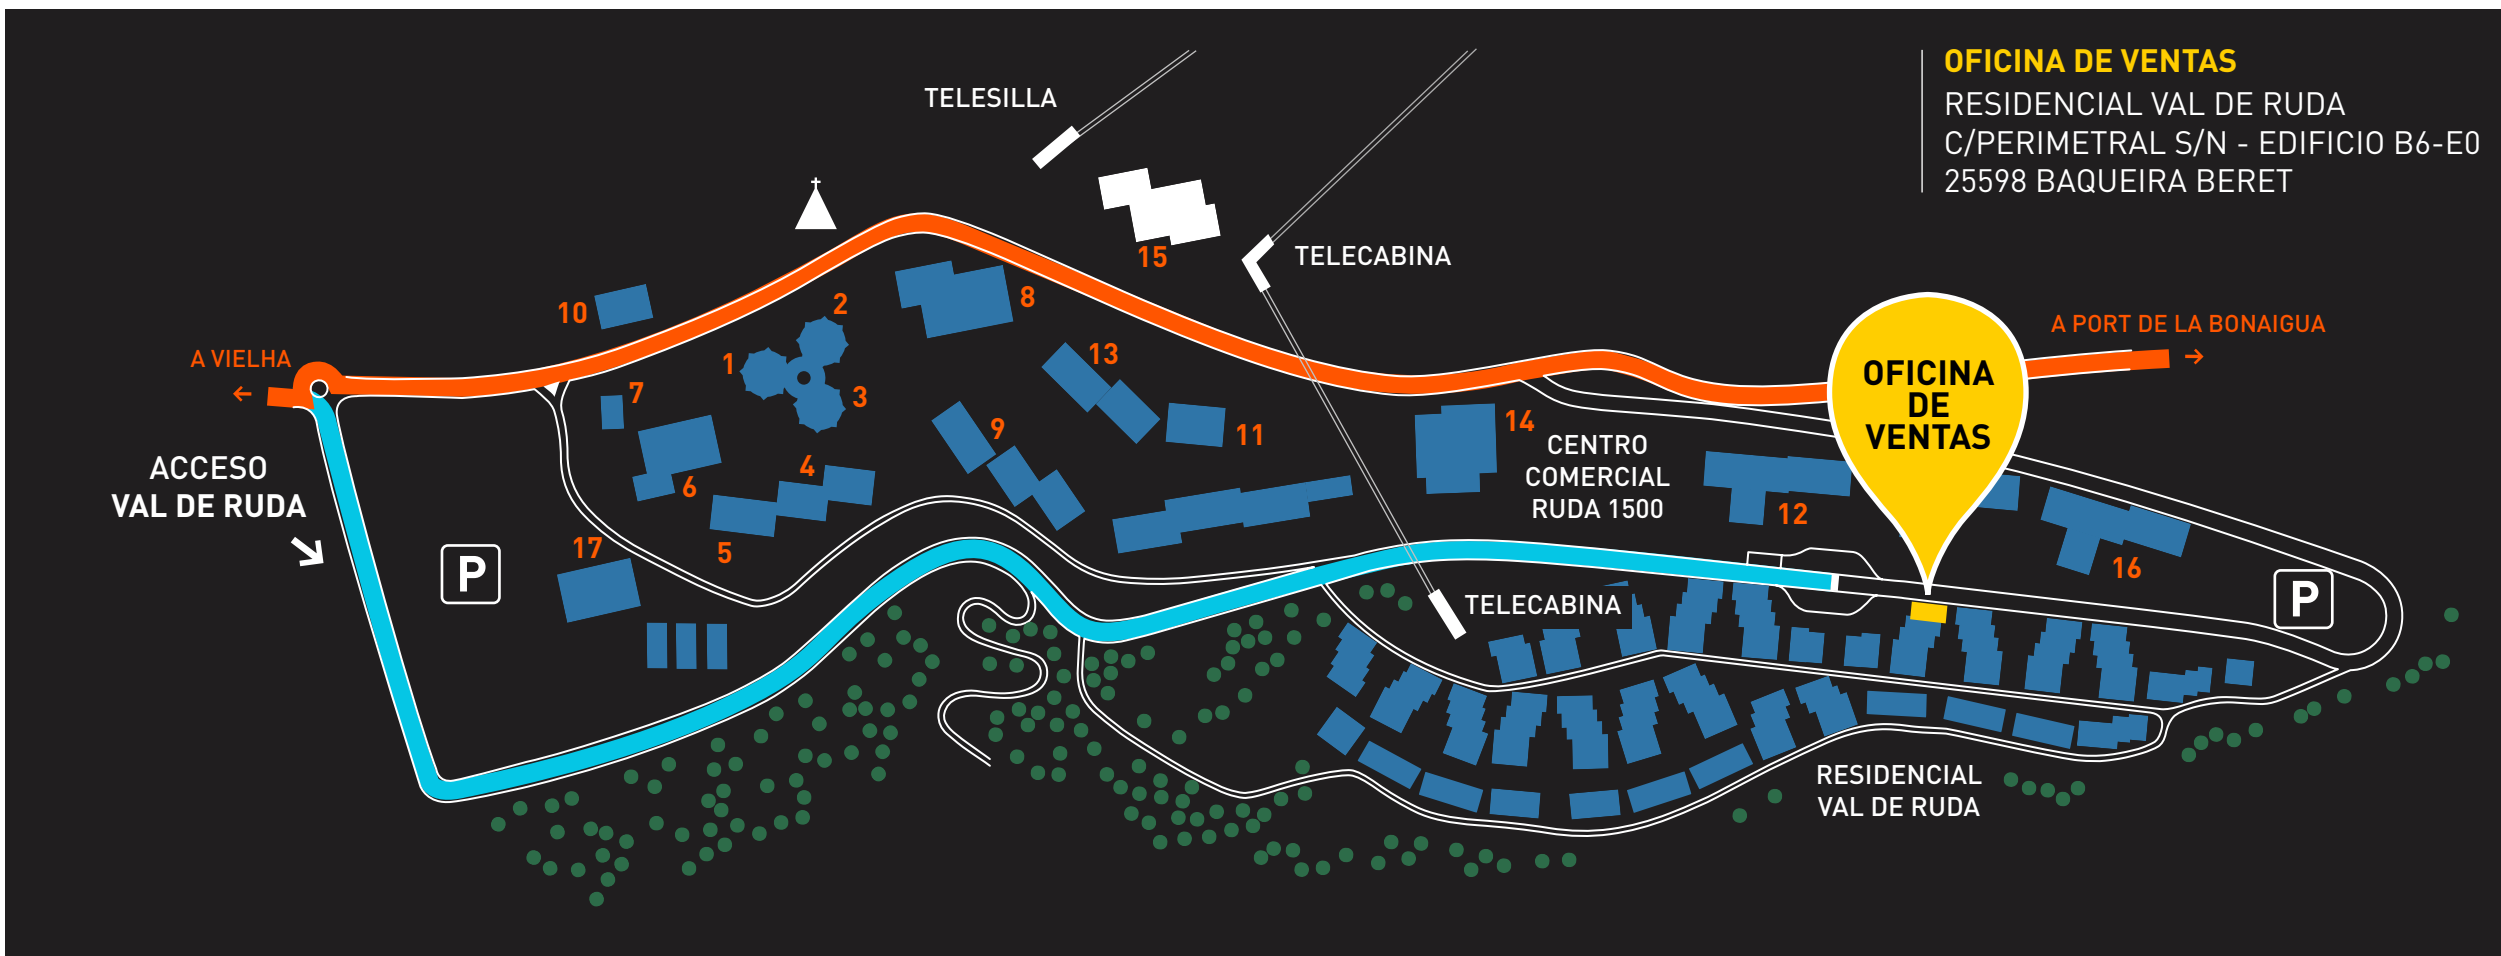 OFICINA DE VENTAS
RESIDENCIAL VAL DE RUDA
C/PERIMETRAL S/N - EDIFICIO B6-E0
25598 BAQUEIRA BERET
TELESILLA
15
TELECABINA
10
2
8
A VIELHA
←
1
3
13
7
9
11
14
A PORT DE LA BONAIGUA →
OFICINA
DE
VENTAS
ACCESO
VAL DE RUDA
CENTRO
COMERCIAL
RUDA 1500
4
6
5
17
12
16
P
P
TELECABINA
RESIDENCIAL
VAL DE RUDA